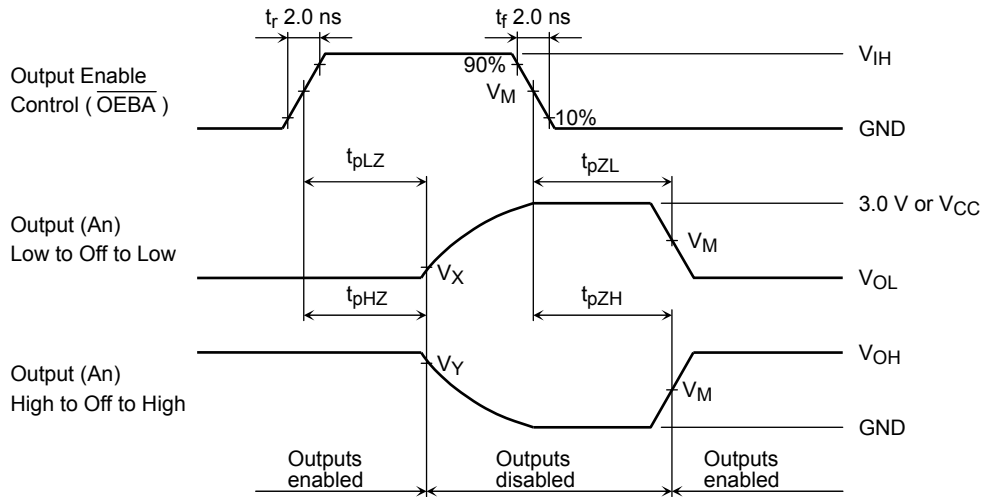 tr 2.0 ns
tf 2.0 ns
Output Enable
Control ( OEBA )
90%
VM
10%
VIH
GND
tpLZ
tpZL
Output (An)
Low to Off to Low
3.0 V or VCC
VM
VX
VOL
tpHZ
tpZH
Output (An)
High to Off to High
VY
VOH
VM
GND
Outputs
enabled
Outputs
disabled
Outputs
enabled